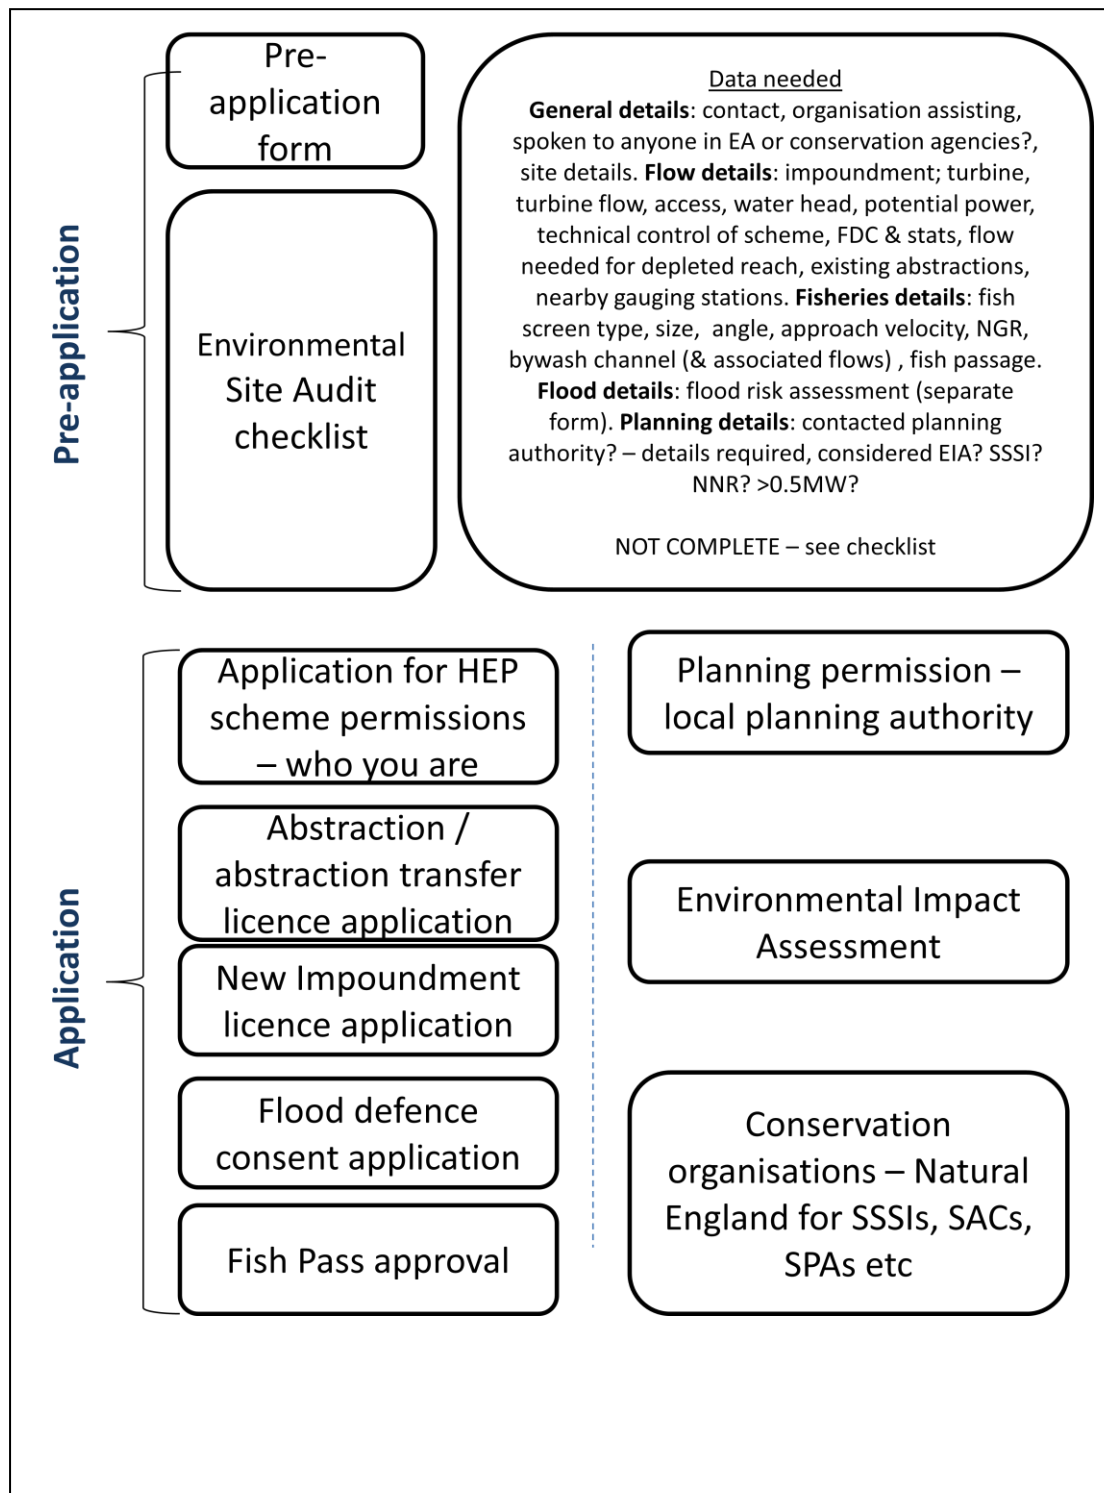 Pre-application
Pre-
application
form
Environmental
Site Audit
checklist
Data needed
General details: contact, organisation assisting,
spoken to anyone in EA or conservation agencies?,
site details. Flow details: impoundment; turbine,
turbine flow, access, water head, potential power,
technical control of scheme, FDC & stats, flow
needed for depleted reach, existing abstractions,
nearby gauging stations. Fisheries details: fish
screen type, size, angle, approach velocity, NGR,
bywash channel (& associated flows) , fish passage.
Flood details: flood risk assessment (separate
form). Planning details: contacted planning
authority? – details required, considered EIA? SSSI?
NNR? >0.5MW?
NOT COMPLETE – see checklist
Application
Application for HEP
scheme permissions
– who you are
Abstraction /
abstraction transfer
licence application
New Impoundment
licence application
Flood defence
consent application
Fish Pass approval
Planning permission –
local planning authority
Environmental Impact
Assessment
Conservation
organisations – Natural
England for SSSIs, SACs,
SPAs etc